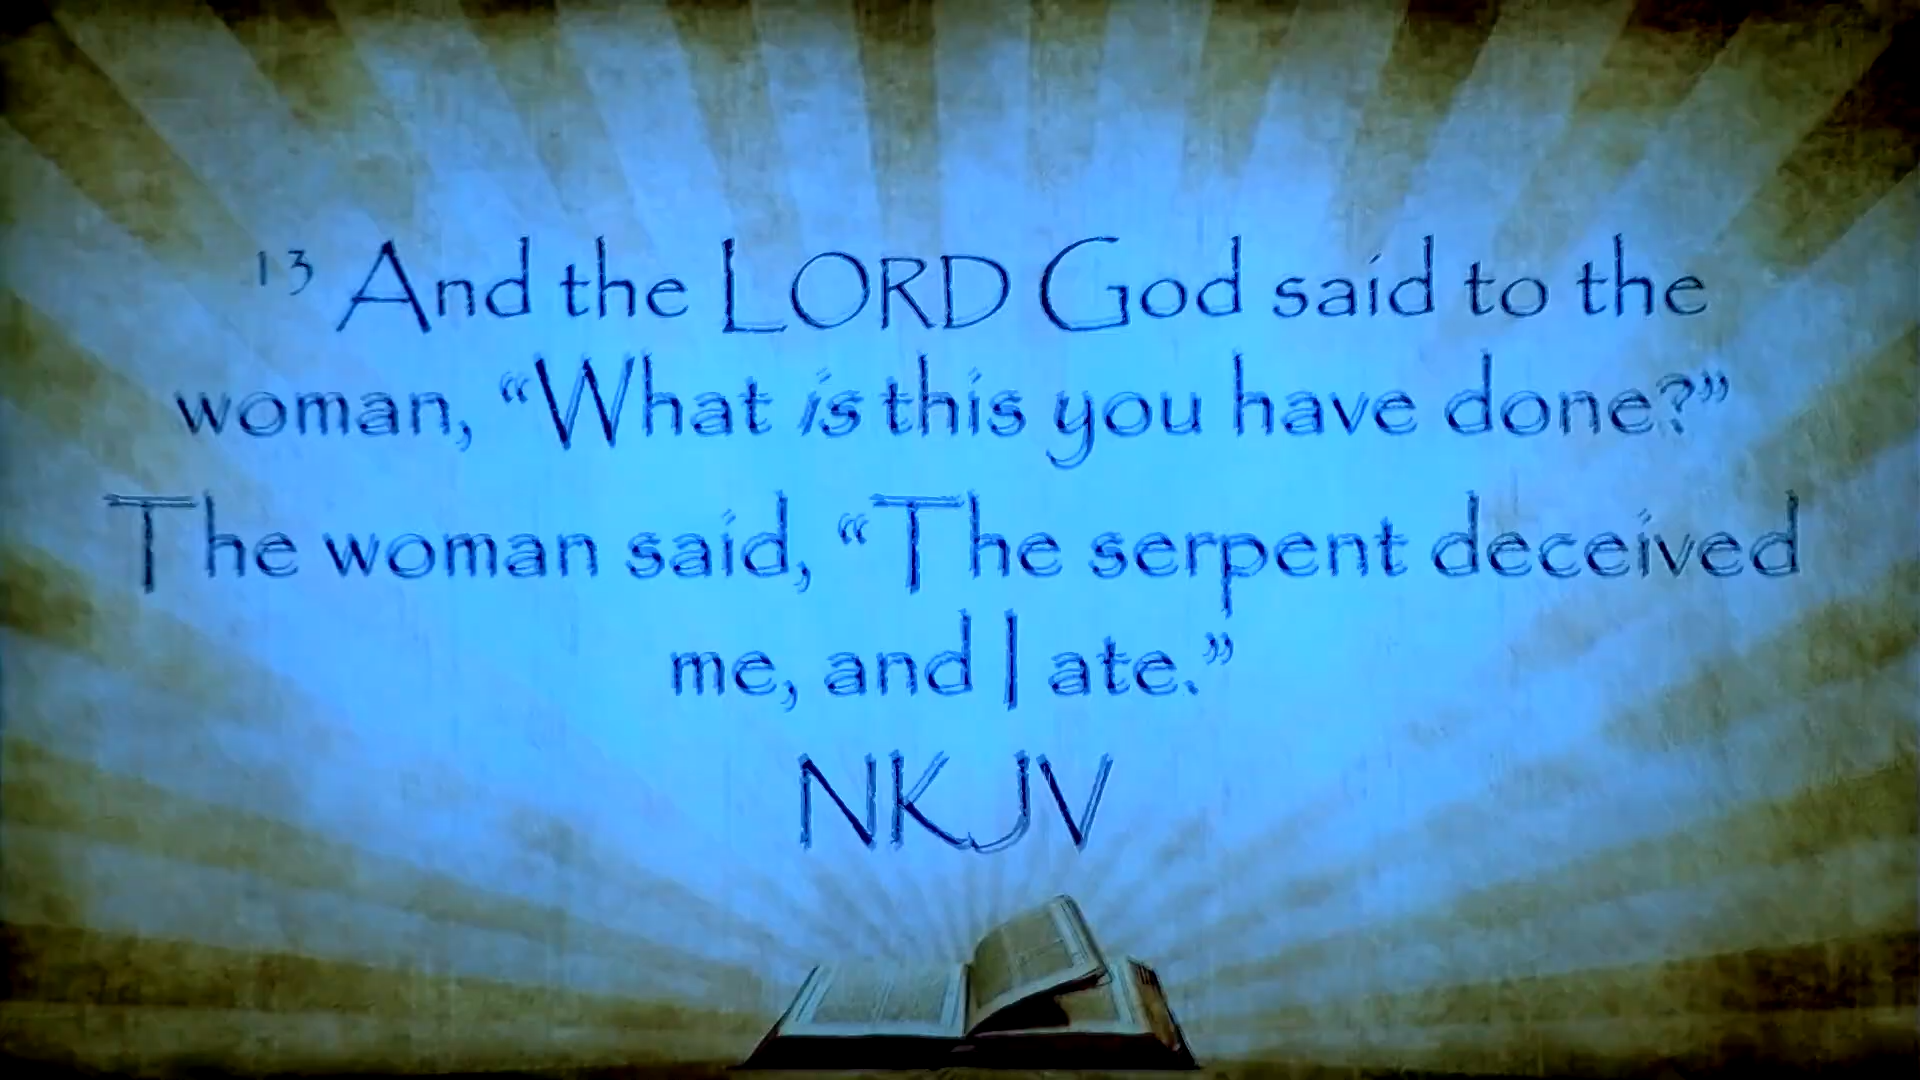 ¹³ And the LORD God said to the
woman, “What is this you have done?”
The woman said, “The serpent deceived
me, and I ate.”
NKJV